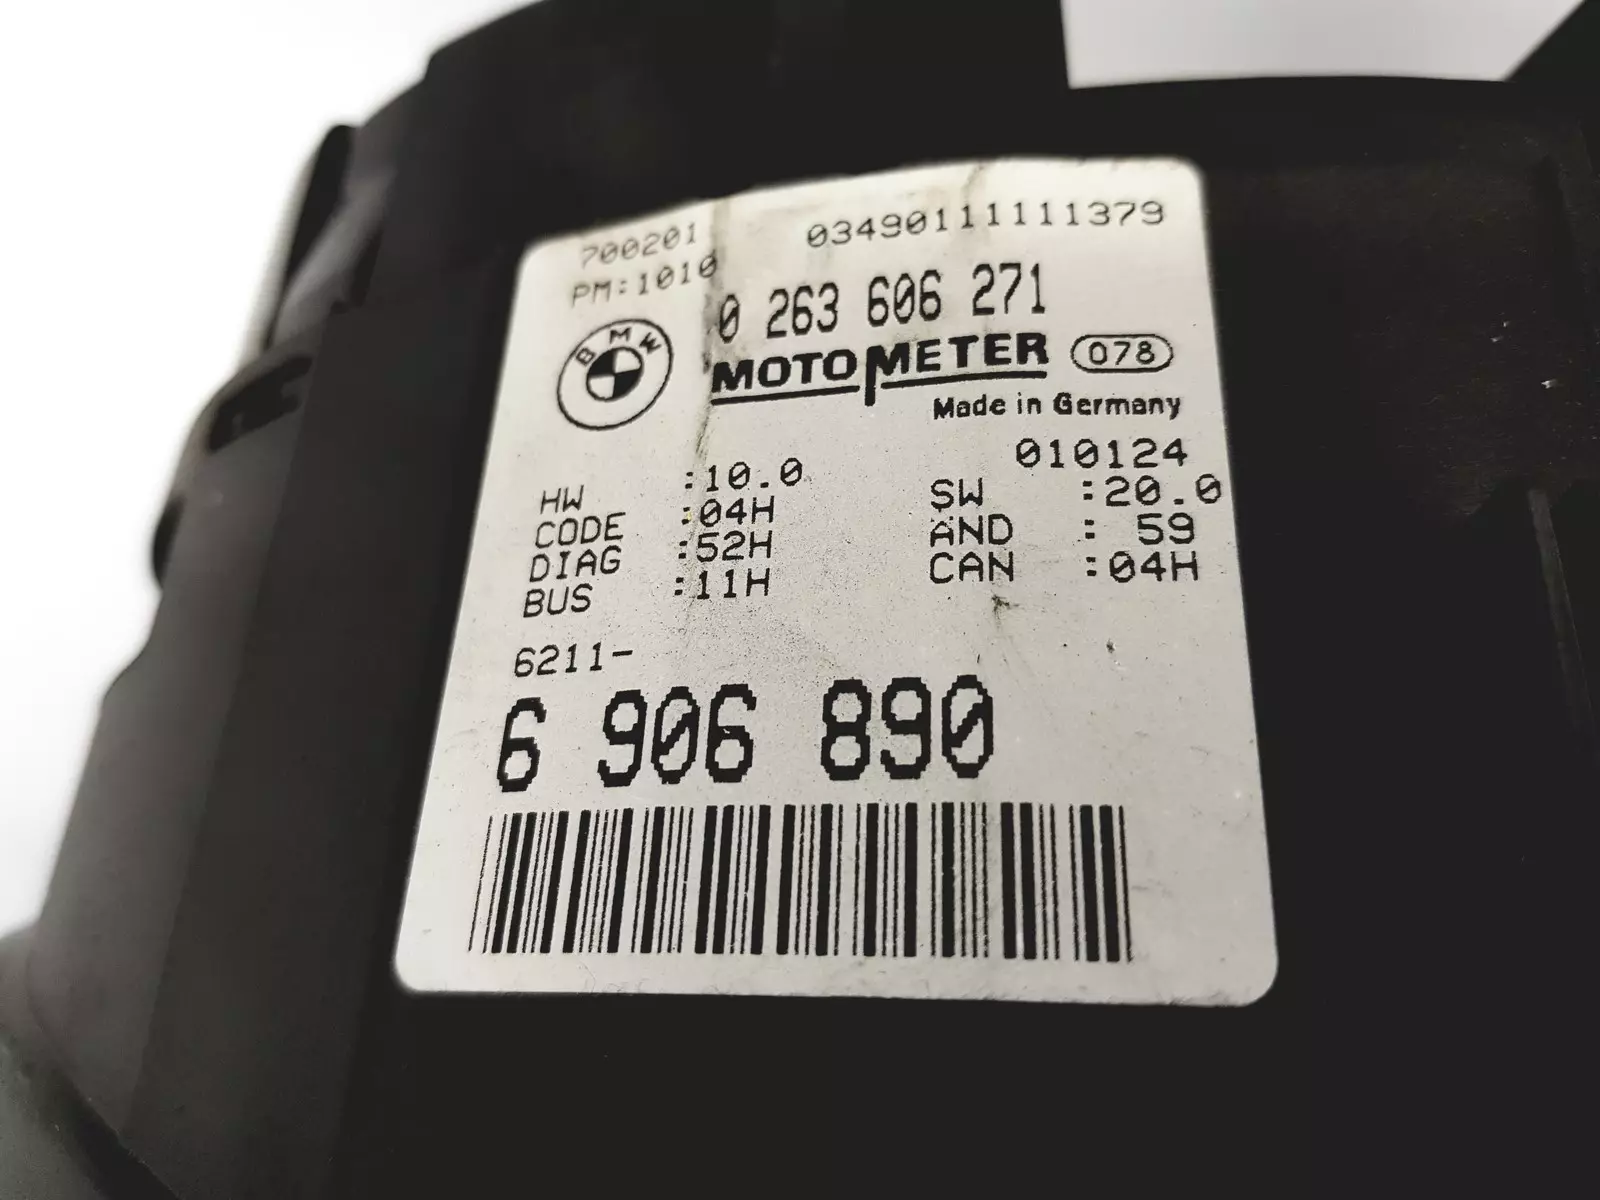 700201
03490111111379
PM:1010
0 263 606 271
BMW
MOTOMETER 078
Made in Germany
010124
HW :10.0
SW :20.0
CODE :04H
ÄND : 59
DIAG :52H
CAN :04H
BUS :11H
6211-
6 906 890